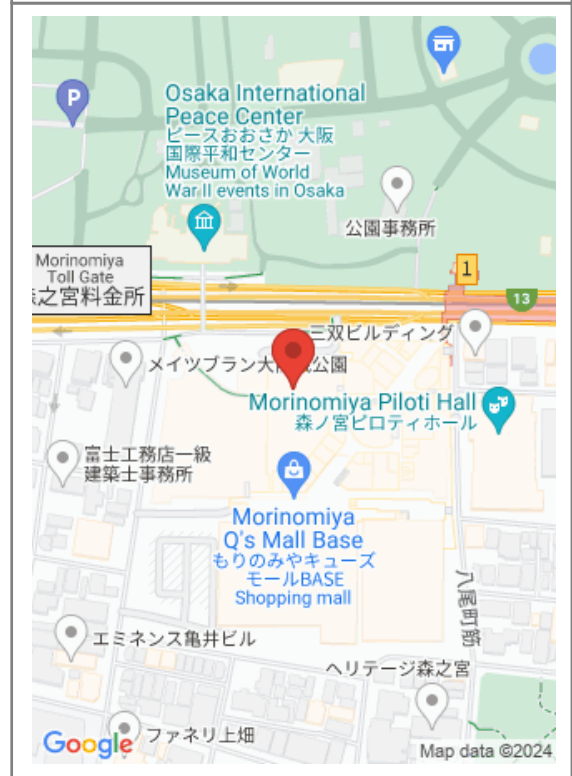 P
Osaka International
Peace Center
ピースおおさか 大阪
国際平和センター
Museum of World
War II events in Osaka
公園事務所
1
Morinomiya
Toll Gate
森之宮料金所
13
三双ビルディング
メイツブラン大阪城公園
Morinomiya Piloti Hall
森ノ宮ピロティホール
富士工務店一級
建築士事務所
Morinomiya
Q's Mall Base
もりのみやキューズ
モールBASE
Shopping mall
八尾町筋
エミネンス亀井ビル
ヘリテージ森之宮
ファネリ上畑
Google
Map data ©2024